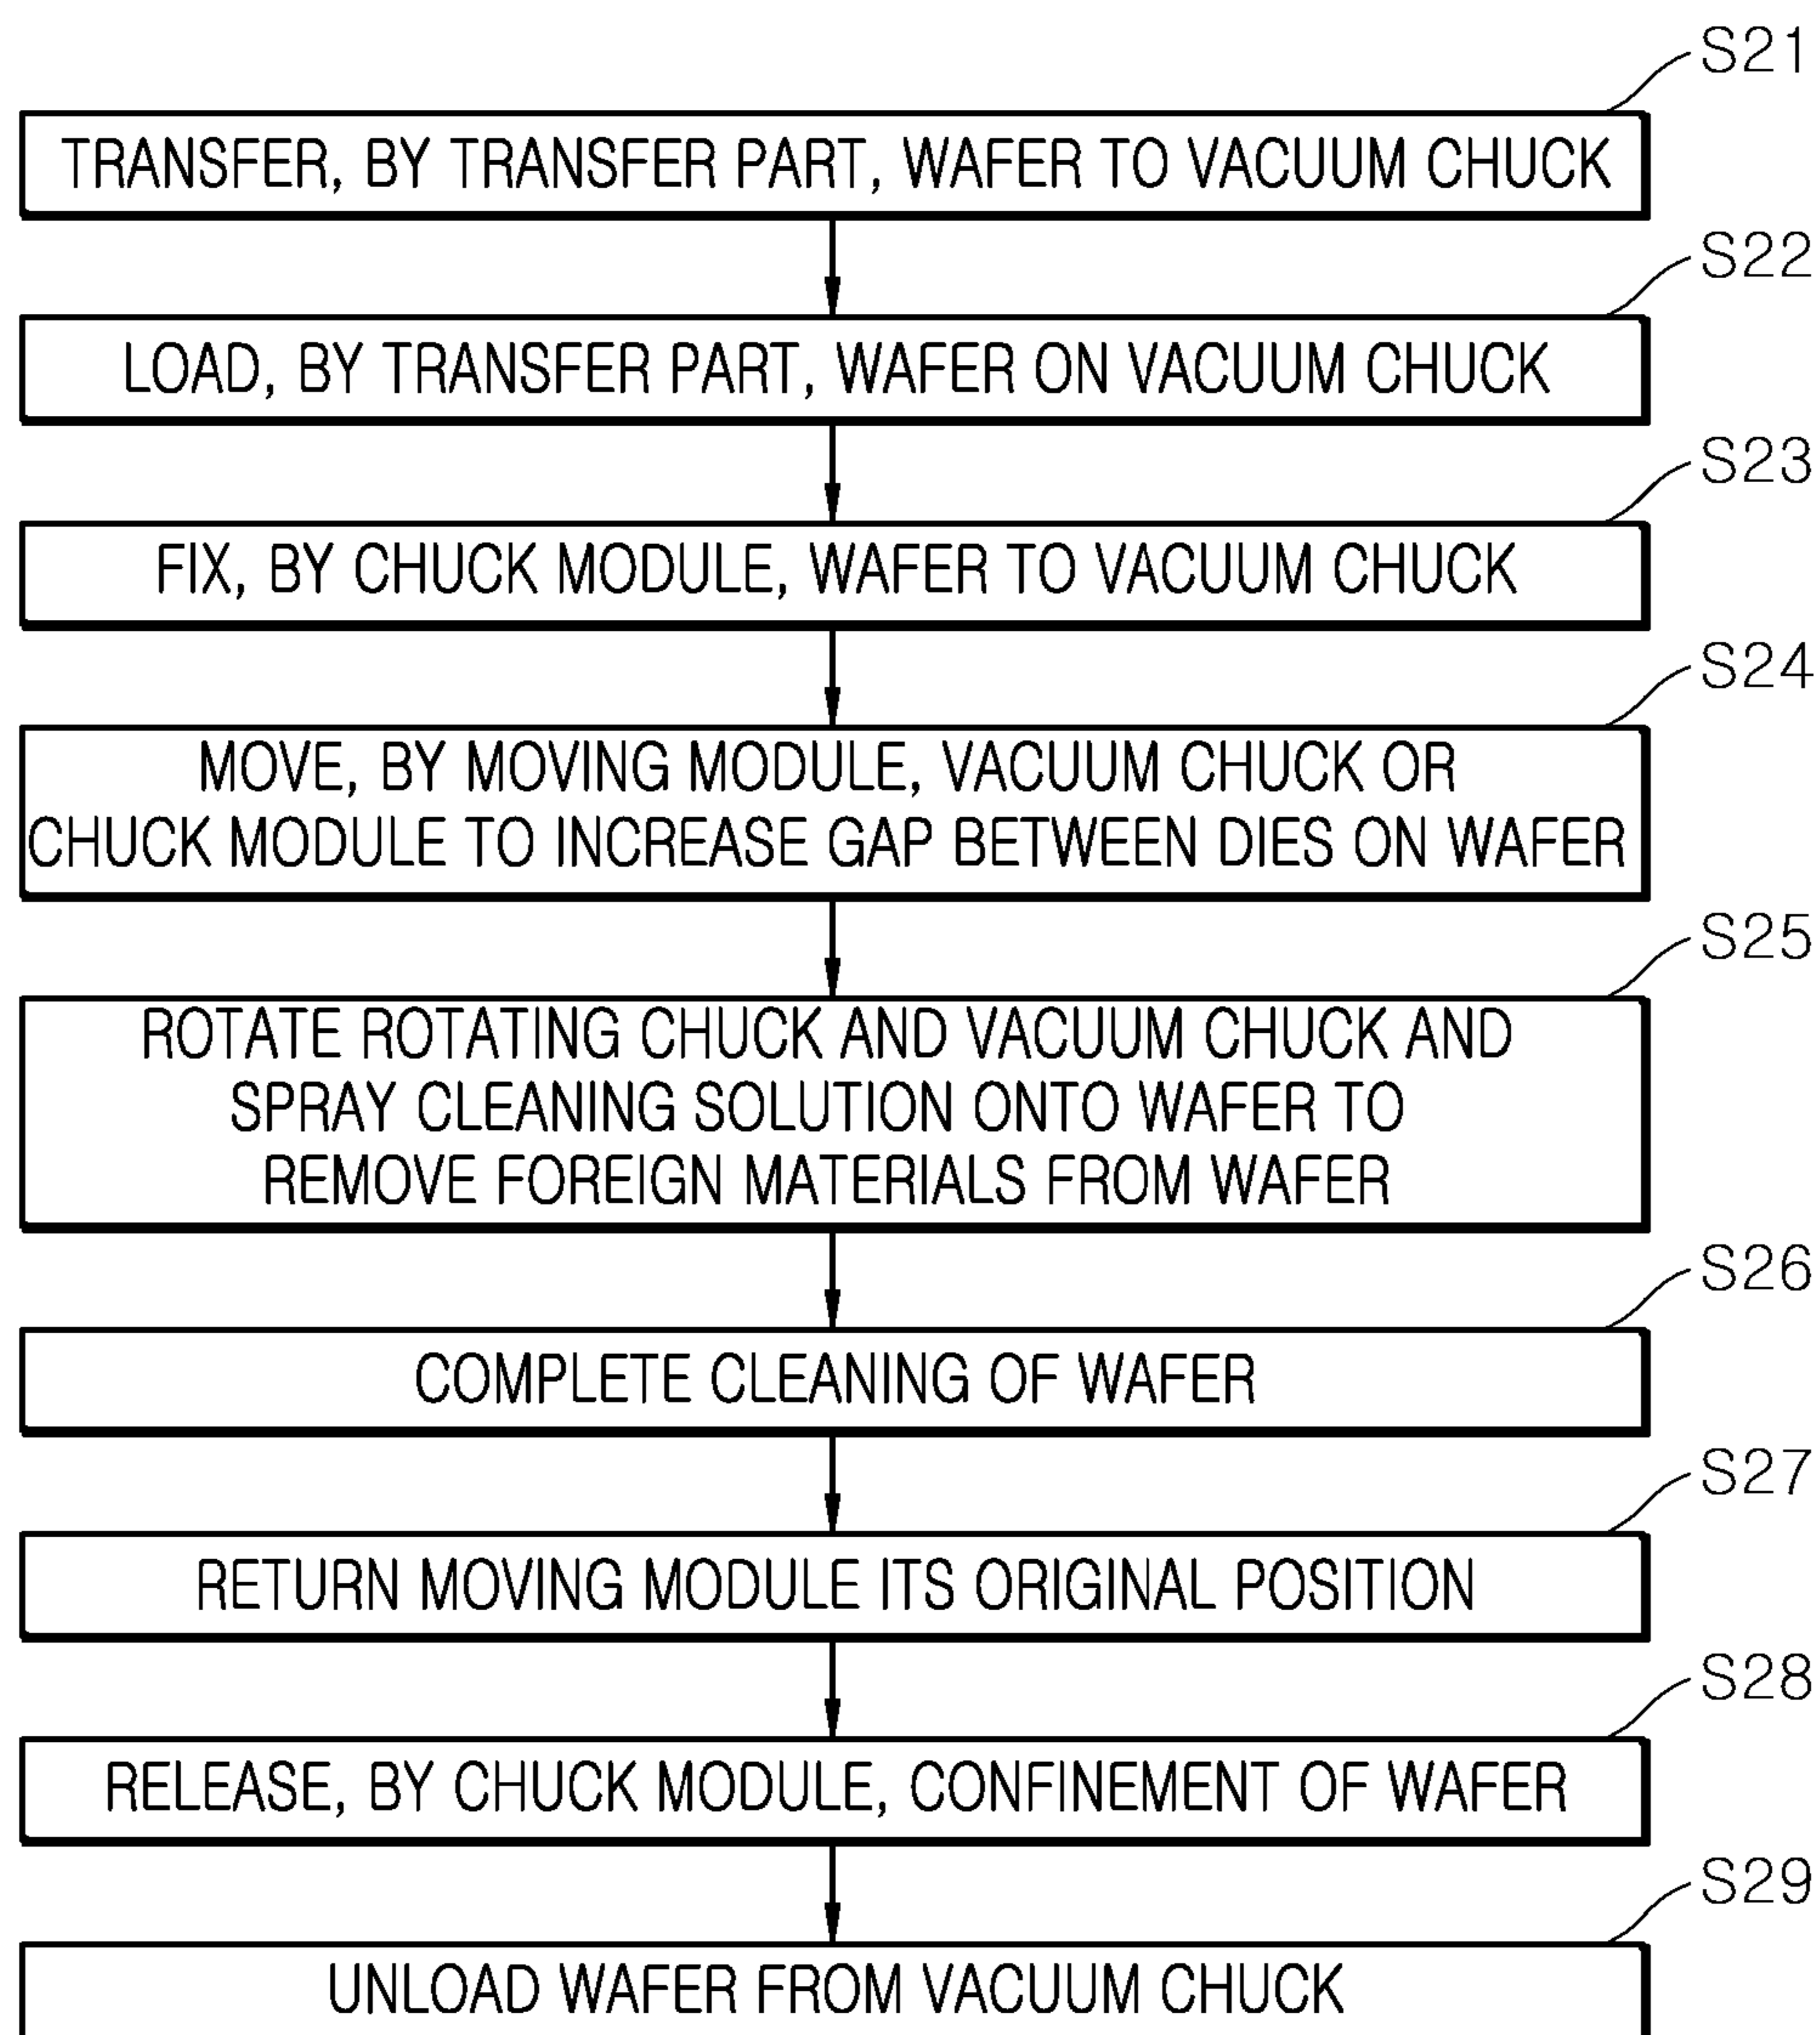 S21
TRANSFER, BY TRANSFER PART, WAFER TO VACUUM CHUCK
S22
LOAD, BY TRANSFER PART, WAFER ON VACUUM CHUCK
S23
FIX, BY CHUCK MODULE, WAFER TO VACUUM CHUCK
S24
MOVE, BY MOVING MODULE, VACUUM CHUCK OR
CHUCK MODULE TO INCREASE GAP BETWEEN DIES ON WAFER
S25
ROTATE ROTATING CHUCK AND VACUUM CHUCK AND
SPRAY CLEANING SOLUTION ONTO WAFER TO
REMOVE FOREIGN MATERIALS FROM WAFER
S26
COMPLETE CLEANING OF WAFER
S27
RETURN MOVING MODULE ITS ORIGINAL POSITION
S28
RELEASE, BY CHUCK MODULE, CONFINEMENT OF WAFER
S29
UNLOAD WAFER FROM VACUUM CHUCK